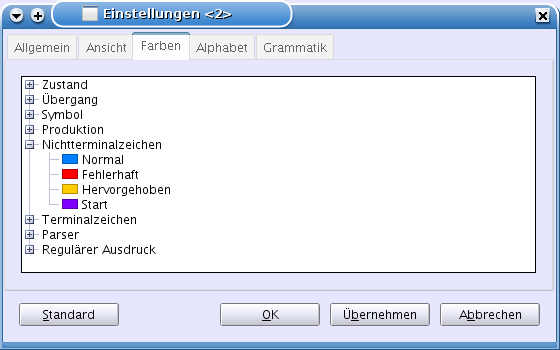 Einstellungen <2>
Allgemein Ansicht Farben Alphabet Grammatik
Zustand
Übergang
Symbol
Produktion
Nichtterminalzeichen
Normal
Fehlerhaft
Hervorgehoben
Start
Terminalzeichen
Parser
Regulärer Ausdruck
Standard OK Übernehmen Abbrechen